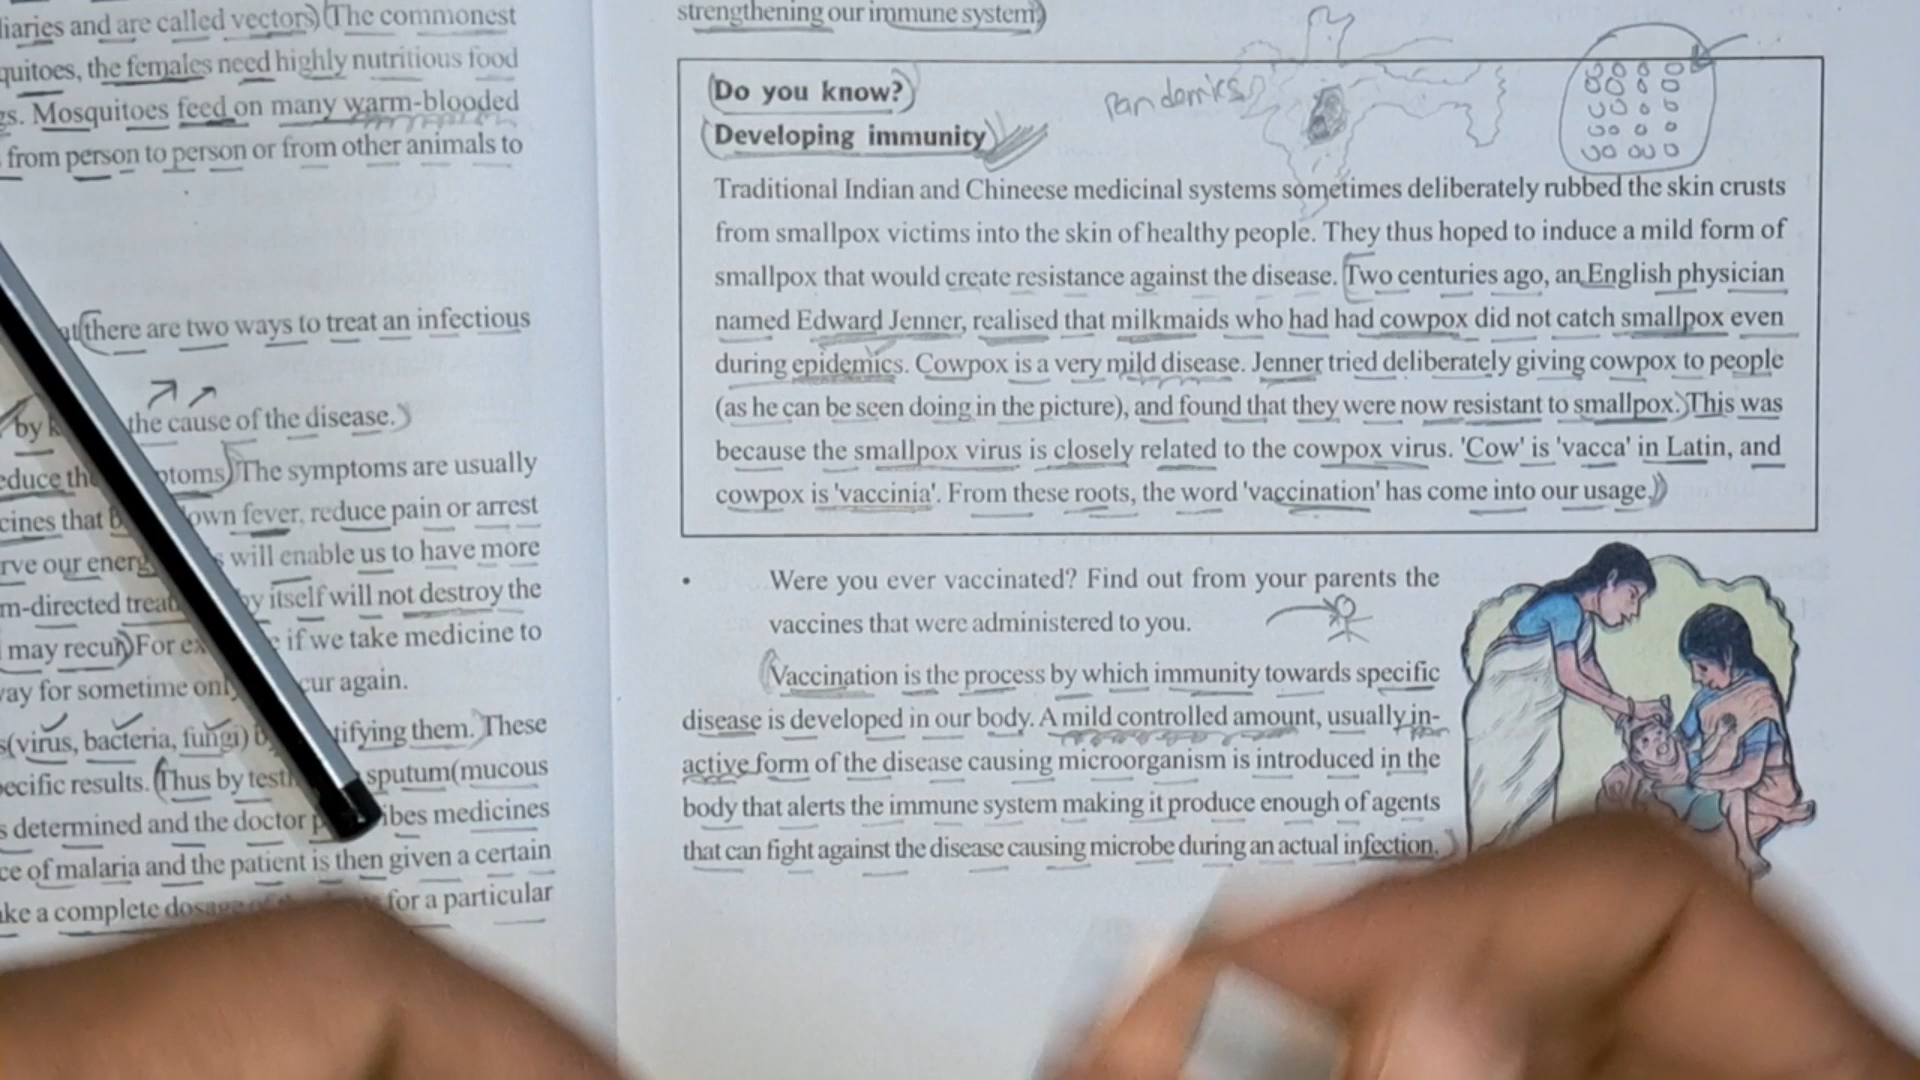 liaries and are called vectors) (The commonest
quitoes, the females need highly nutritious food
gs. Mosquitoes feed on many warm-blooded
from person to person or from other animals to
there are two ways to treat an infectious
by the cause of the disease.)
educe the ptoms) The symptoms are usually
cines that own fever, reduce pain or arrest
rve our energ will enable us to have more
m-directed treat by itself will not destroy the
may recur) For ex if we take medicine to
way for sometime only cur again.
s(virus, bacteria, fungi) tifying them. These
ecific results. (Thus by test sputum(mucous
s determined and the doctor ibes medicines
ce of malaria and the patient is then given a certain
ake a complete dosage for a particular
strengthening our immune system)
(Do you know?)
pandemics
(Developing immunity)
Traditional Indian and Chineese medicinal systems sometimes deliberately rubbed the skin crusts
from smallpox victims into the skin of healthy people. They thus hoped to induce a mild form of
smallpox that would create resistance against the disease. Two centuries ago, an English physician
named Edward Jenner, realised that milkmaids who had had cowpox did not catch smallpox even
during epidemics. Cowpox is a very mild disease. Jenner tried deliberately giving cowpox to people
(as he can be seen doing in the picture), and found that they were now resistant to smallpox.) This was
because the smallpox virus is closely related to the cowpox virus. 'Cow' is 'vacca' in Latin, and
cowpox is 'vaccinia'. From these roots, the word 'vaccination' has come into our usage.)
• Were you ever vaccinated? Find out from your parents the
vaccines that were administered to you.
(Vaccination is the process by which immunity towards specific
disease is developed in our body. A mild controlled amount, usually in-
active form of the disease causing microorganism is introduced in the
body that alerts the immune system making it produce enough of agents
that can fight against the disease causing microbe during an actual infection.)